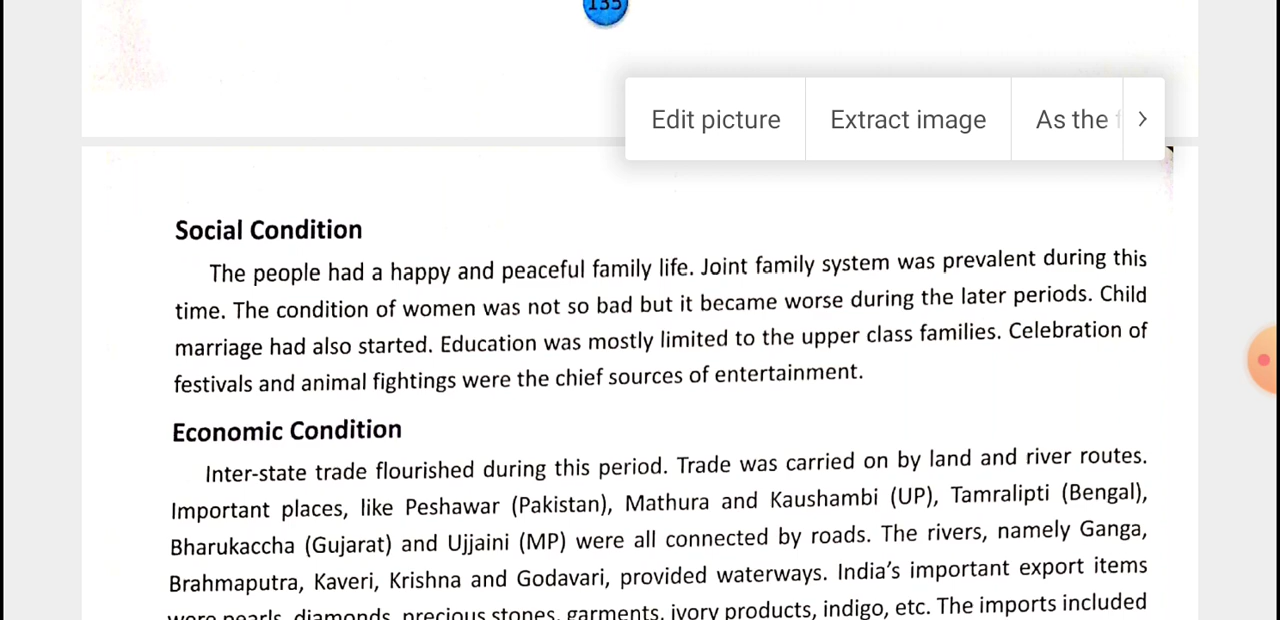 135
Edit picture
Extract image
As the
Social Condition
The people had a happy and peaceful family life. Joint family system was prevalent during this
time. The condition of women was not so bad but it became worse during the later periods. Child
marriage had also started. Education was mostly limited to the upper class families. Celebration of
festivals and animal fightings were the chief sources of entertainment.
Economic Condition
Inter-state trade flourished during this period. Trade was carried on by land and river routes.
Important places, like Peshawar (Pakistan), Mathura and Kaushambi (UP), Tamralipti (Bengal),
Bharukaccha (Gujarat) and Ujjaini (MP) were all connected by roads. The rivers, namely Ganga,
Brahmaputra, Kaveri, Krishna and Godavari, provided waterways. India’s important export items
were pearls, diamonds, precious stones, garments, ivory products, indigo, etc. The imports included